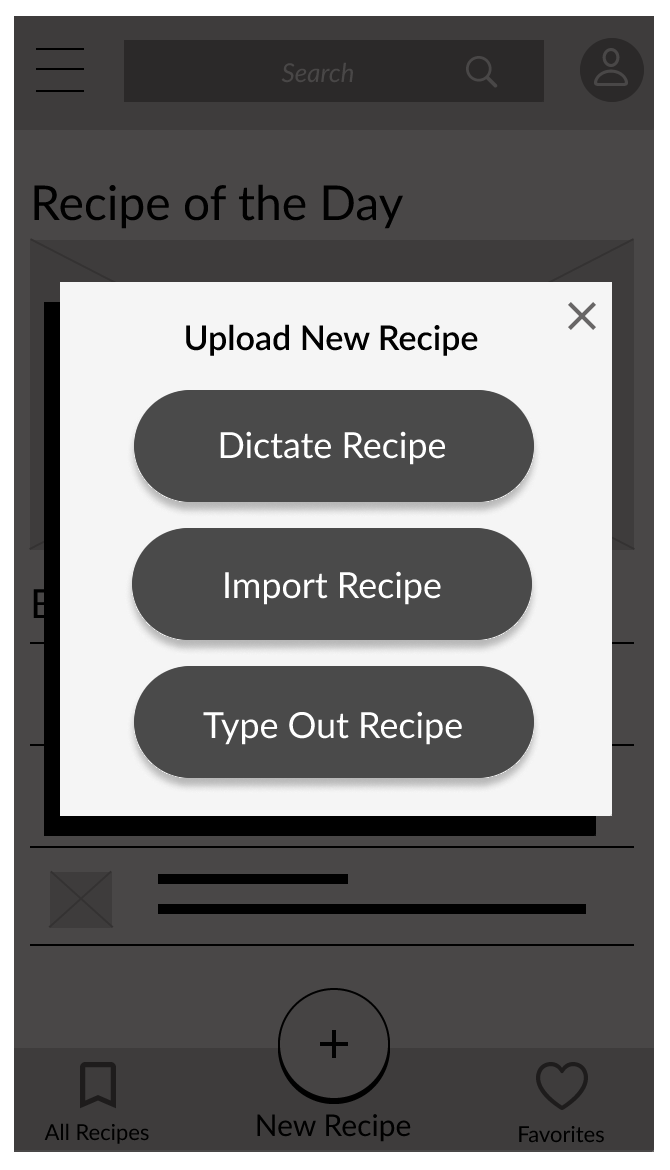 Search
Recipe of the Day
Upload New Recipe
Dictate Recipe
Import Recipe
Type Out Recipe
All Recipes
New Recipe
Favorites